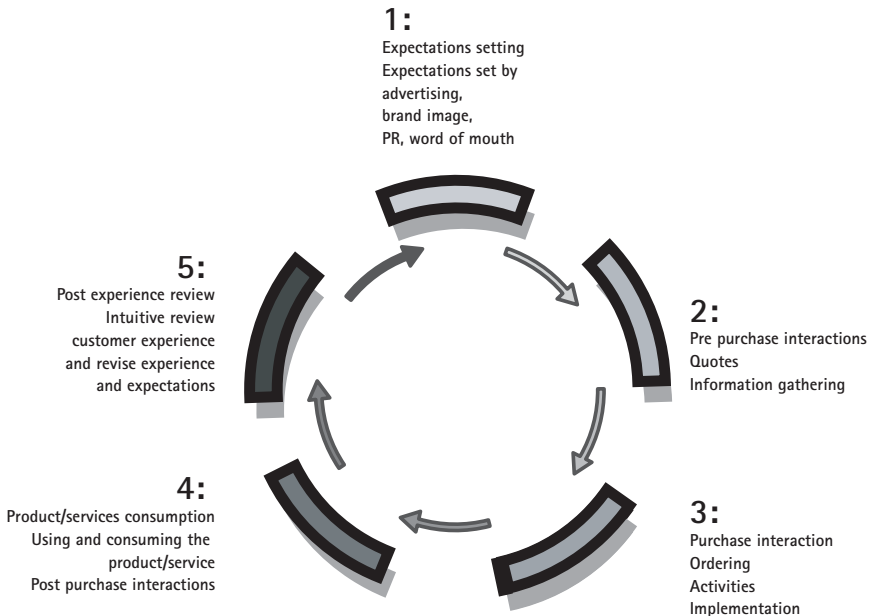 1:
Expectations setting
Expectations set by
advertising,
brand image,
PR, word of mouth
2:
Pre purchase interactions
Quotes
Information gathering
3:
Purchase interaction
Ordering
Activities
Implementation
4:
Product/services consumption
Using and consuming the
product/service
Post purchase interactions
5:
Post experience review
Intuitive review
customer experience
and revise experience
and expectations